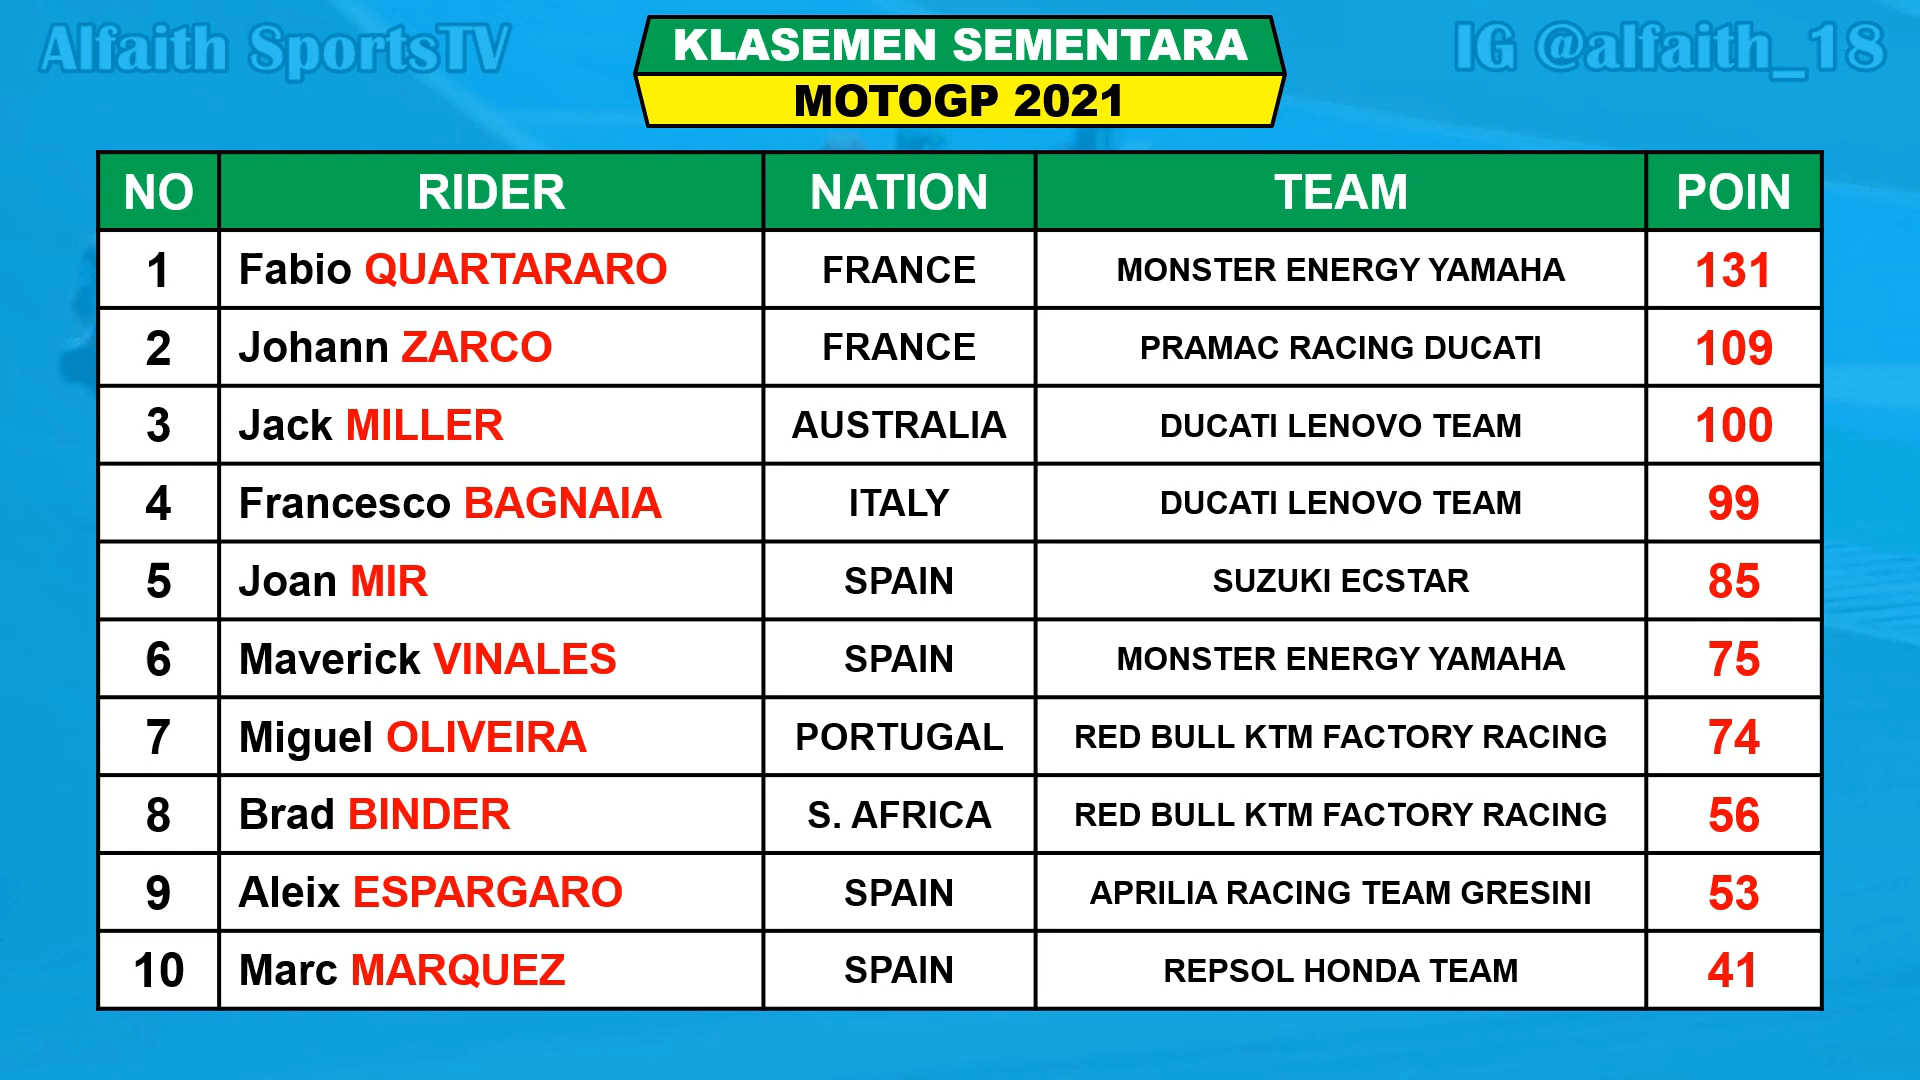 Alfaith SportsTV
KLASEMEN SEMENTARA
IG @alfaith_18
MOTOGP 2021
NO RIDER NATION TEAM POIN
1 Fabio QUARTARARO FRANCE MONSTER ENERGY YAMAHA 131
2 Johann ZARCO FRANCE PRAMAC RACING DUCATI 109
3 Jack MILLER AUSTRALIA DUCATI LENOVO TEAM 100
4 Francesco BAGNAIA ITALY DUCATI LENOVO TEAM 99
5 Joan MIR SPAIN SUZUKI ECSTAR 85
6 Maverick VINALES SPAIN MONSTER ENERGY YAMAHA 75
7 Miguel OLIVEIRA PORTUGAL RED BULL KTM FACTORY RACING 74
8 Brad BINDER S. AFRICA RED BULL KTM FACTORY RACING 56
9 Aleix ESPARGARO SPAIN APRILIA RACING TEAM GRESINI 53
10 Marc MARQUEZ SPAIN REPSOL HONDA TEAM 41